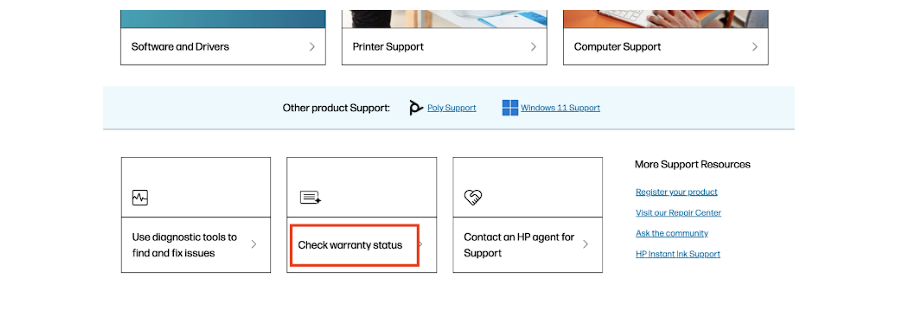 Software and Drivers
Printer Support
Computer Support
Other product Support:
Poly Support
Windows 11 Support
Use diagnostic tools to
find and fix issues
Check warranty status
Contact an HP agent for
Support
More Support Resources
Register your product
Visit our Repair Center
Ask the community
HP Instant Ink Support